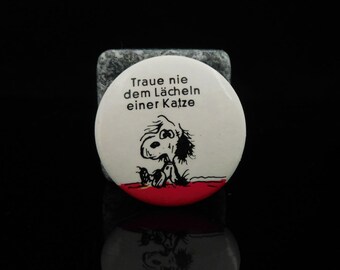 Traue nie
dem Lächeln
einer Katze